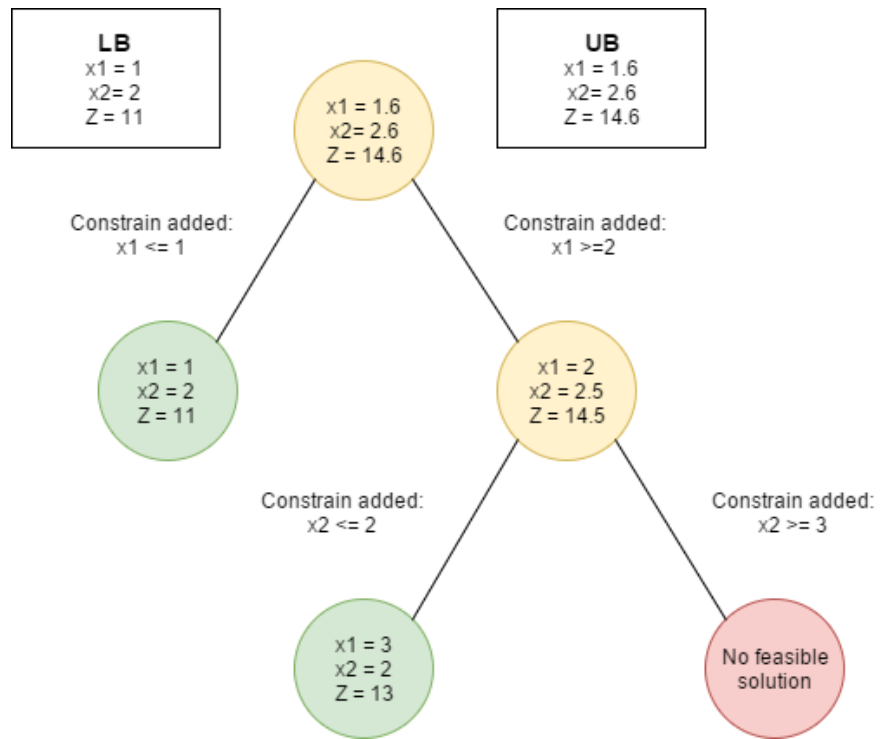 LB
x1 = 1
x2= 2
Z = 11
UB
x1 = 1.6
x2= 2.6
Z = 14.6
x1 = 1.6
x2= 2.6
Z = 14.6
Constrain added:
x1 <= 1
Constrain added:
x1 >=2
x1 = 1
x2 = 2
Z = 11
x1 = 2
x2 = 2.5
Z = 14.5
Constrain added:
x2 <= 2
Constrain added:
x2 >= 3
x1 = 3
x2 = 2
Z = 13
No feasible
solution